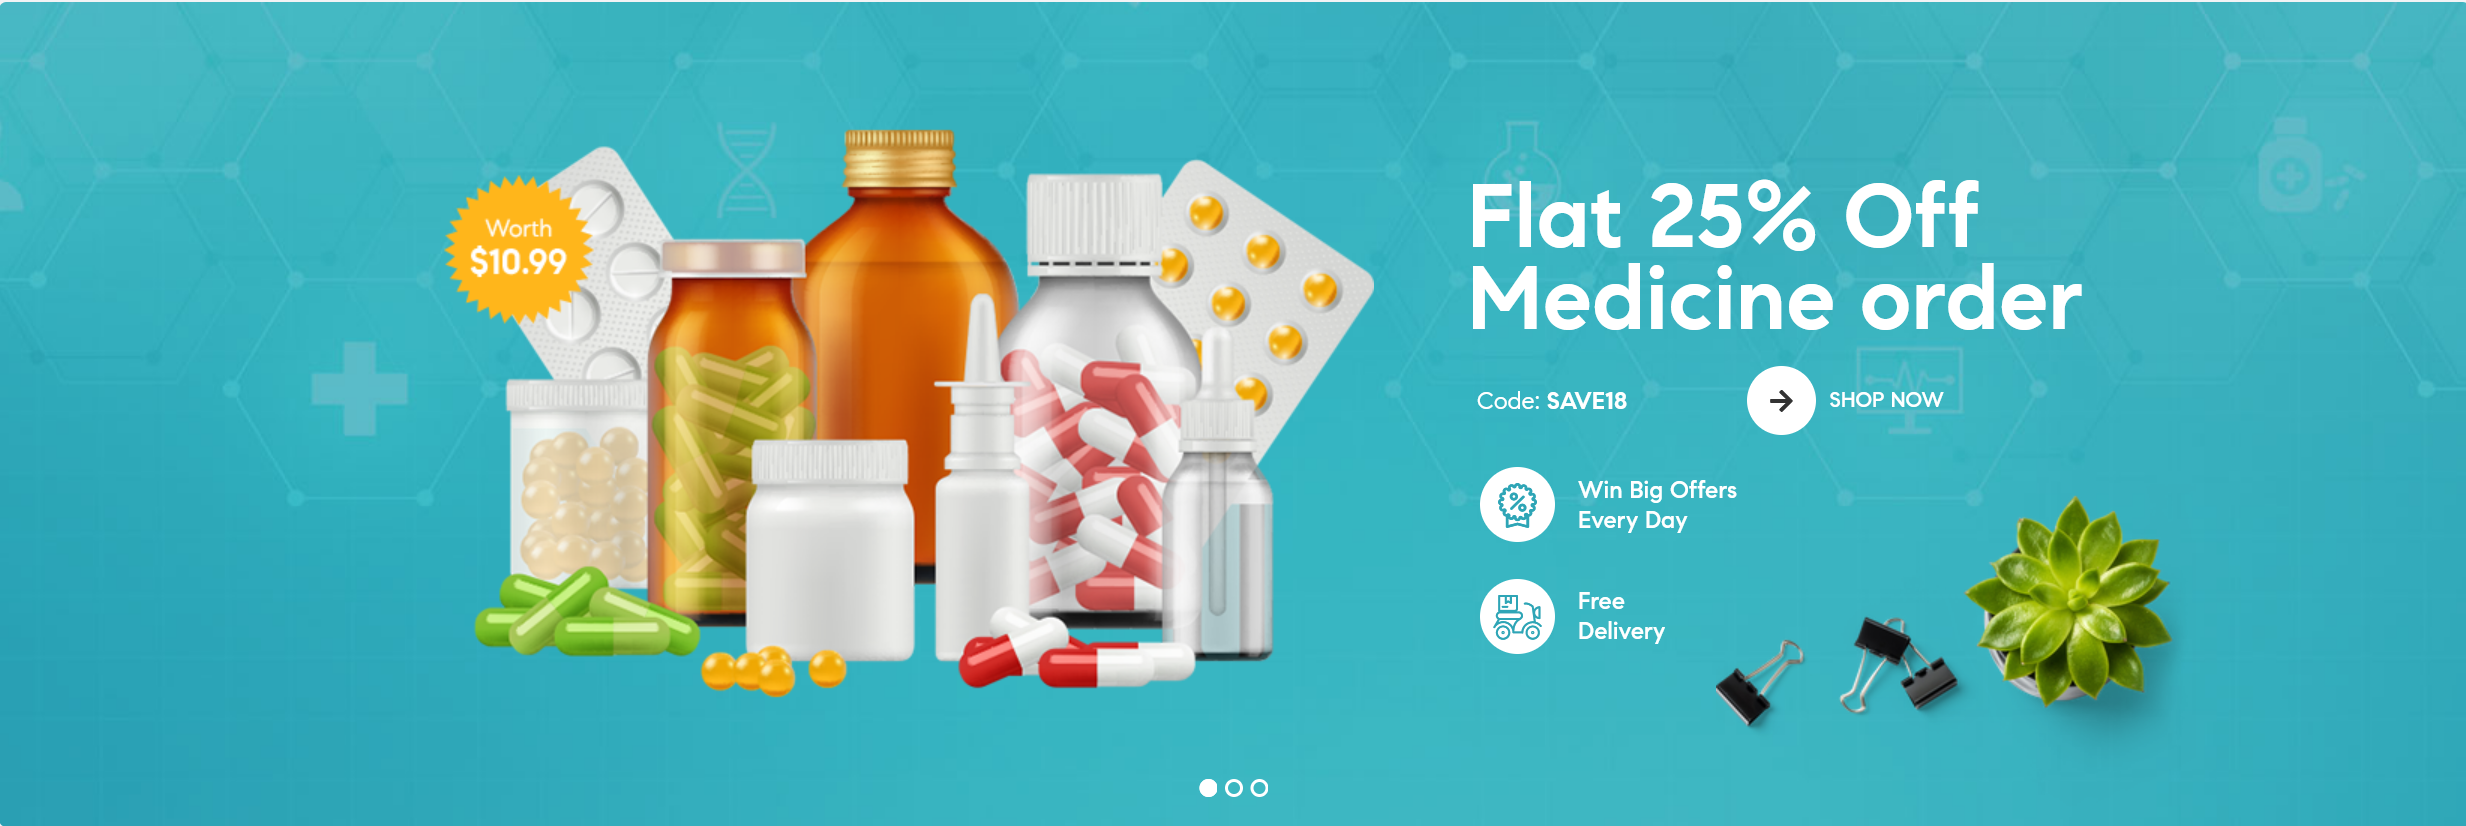 Worth
$10.99
Flat 25% Off
Medicine order
Code: SAVE18
SHOP NOW
Win Big Offers
Every Day
Free
Delivery